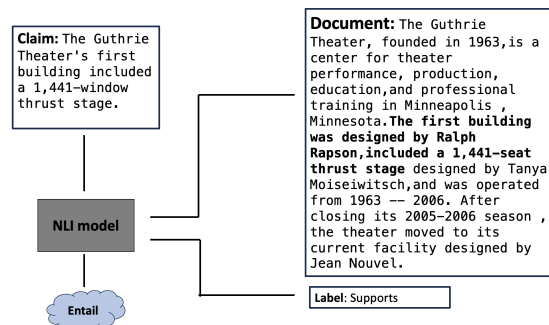 Claim: The Guthrie
Theater's first
building included
a 1,441-window
thrust stage.
NLI model
Entail
Document: The Guthrie
Theater, founded in 1963,is a
center for theater
performance, production,
education,and professional
training in Minneapolis ,
Minnesota.The first building
was designed by Ralph
Rapson,included a 1,441-seat
thrust stage designed by Tanya
Moiseiwitsch,and was operated
from 1963 -- 2006. After
closing its 2005-2006 season ,
the theater moved to its
current facility designed by
Jean Nouvel.
Label: Supports